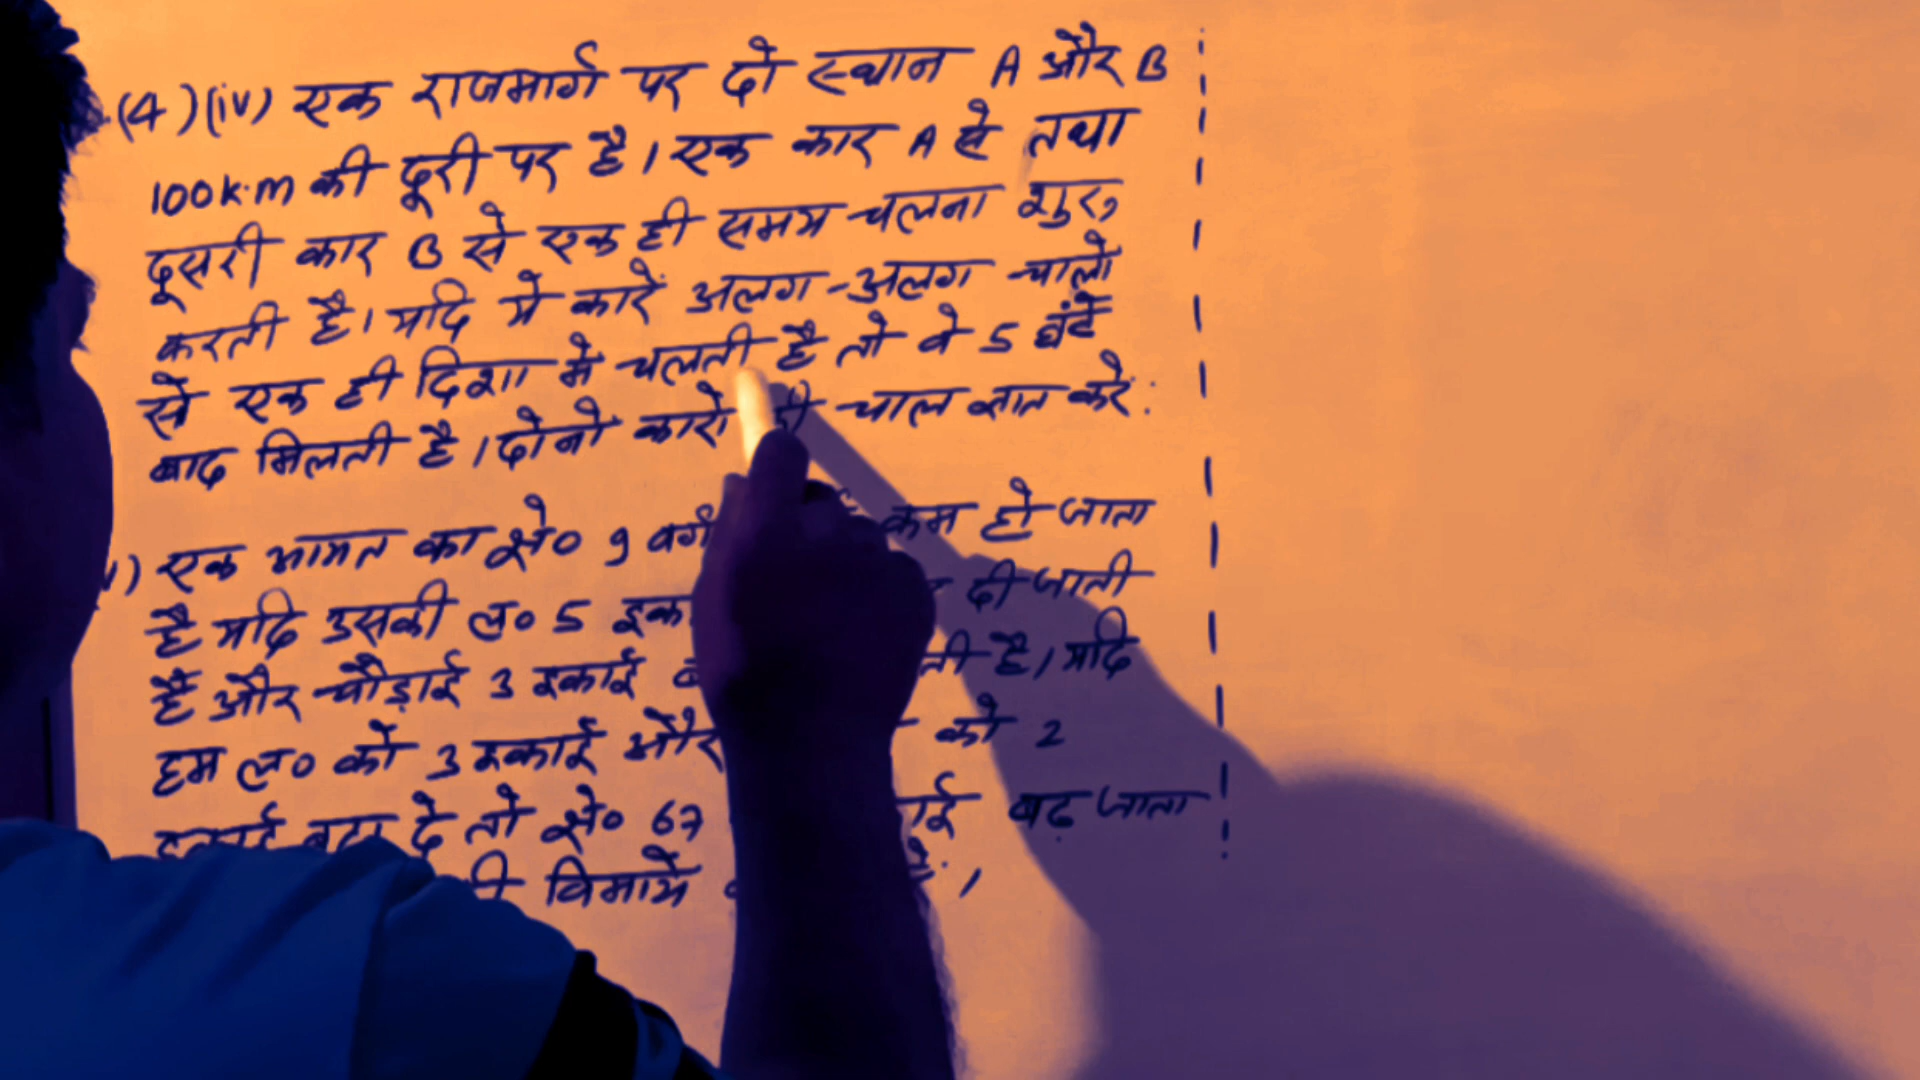 (4)(iv) एक राजमार्ग पर दो स्थान A और B
100k.m की दूरी पर है। एक कार A से तथा
दूसरी कार B से एक ही समय चलना शुरु
करती है। यदि ये कारें अलग-अलग चालो
से एक ही दिशा मे चलती है तो वे 5 घंटे
बाद मिलती है। दोनो कारो की चाल ज्ञात करे:
) एक आयत का क्षे० 9 वर्ग कम हो जाता
है यदि उसकी ल० 5 इका दी जाती
है और चौड़ाई 3 इकाई है, यदि
हम ल० को 3 इकाई और को 2
इकाई बढा दे तो क्षे० 67 बढ़ जाता
विमाये